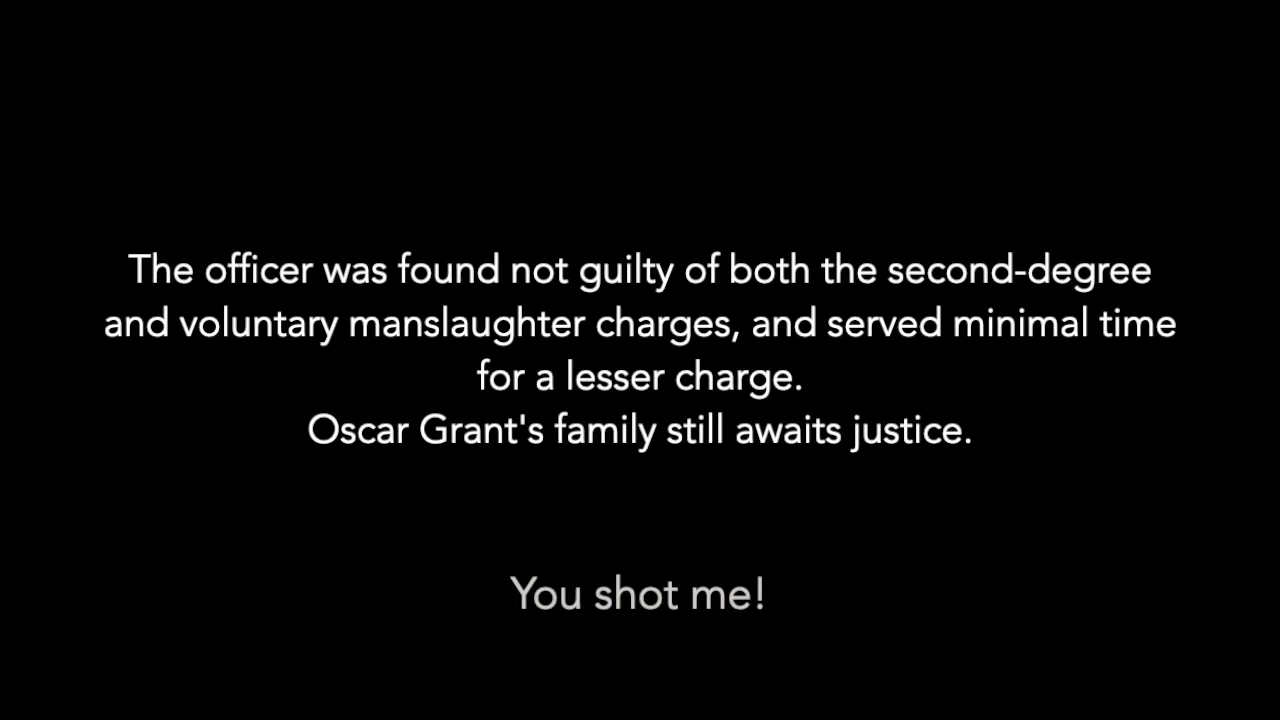 The officer was found not guilty of both the second-degree
and voluntary manslaughter charges, and served minimal time
for a lesser charge.
Oscar Grant's family still awaits justice.
You shot me!